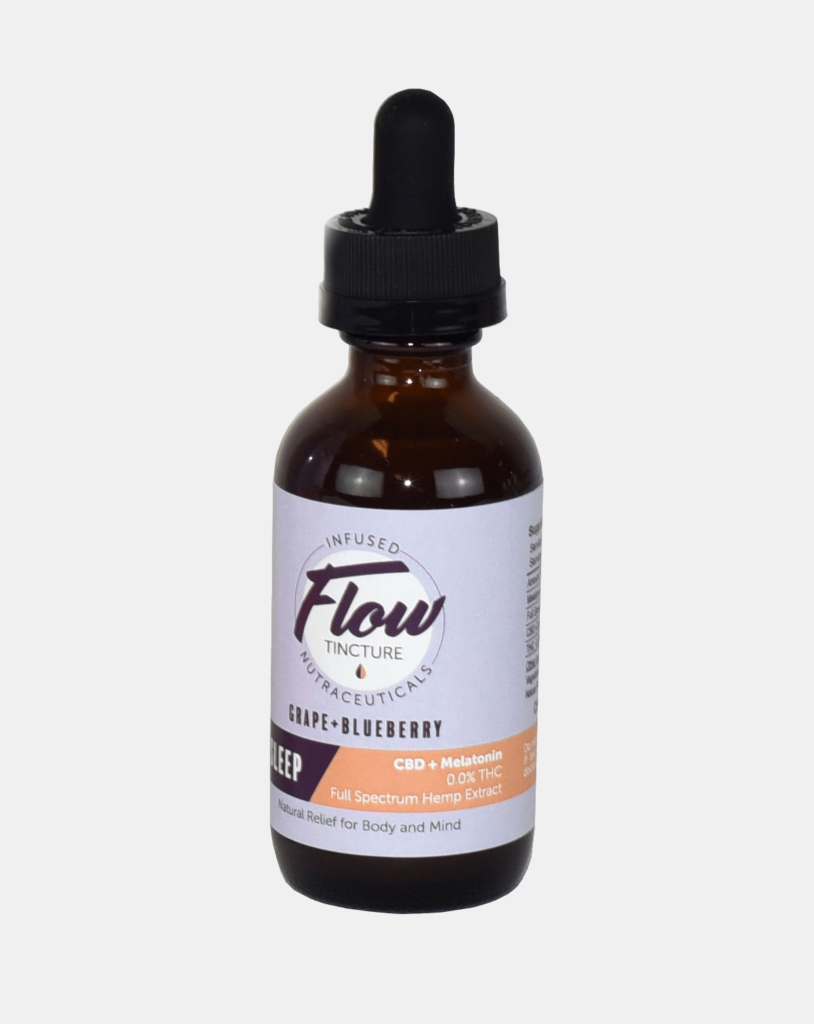 INFUSED
Flow
TINCTURE
NUTRACEUTICALS
GRAPE+BLUEBERRY
SLEEP
CBD + Melatonin
0.0% THC
Full Spectrum Hemp Extract
Natural Relief for Body and Mind